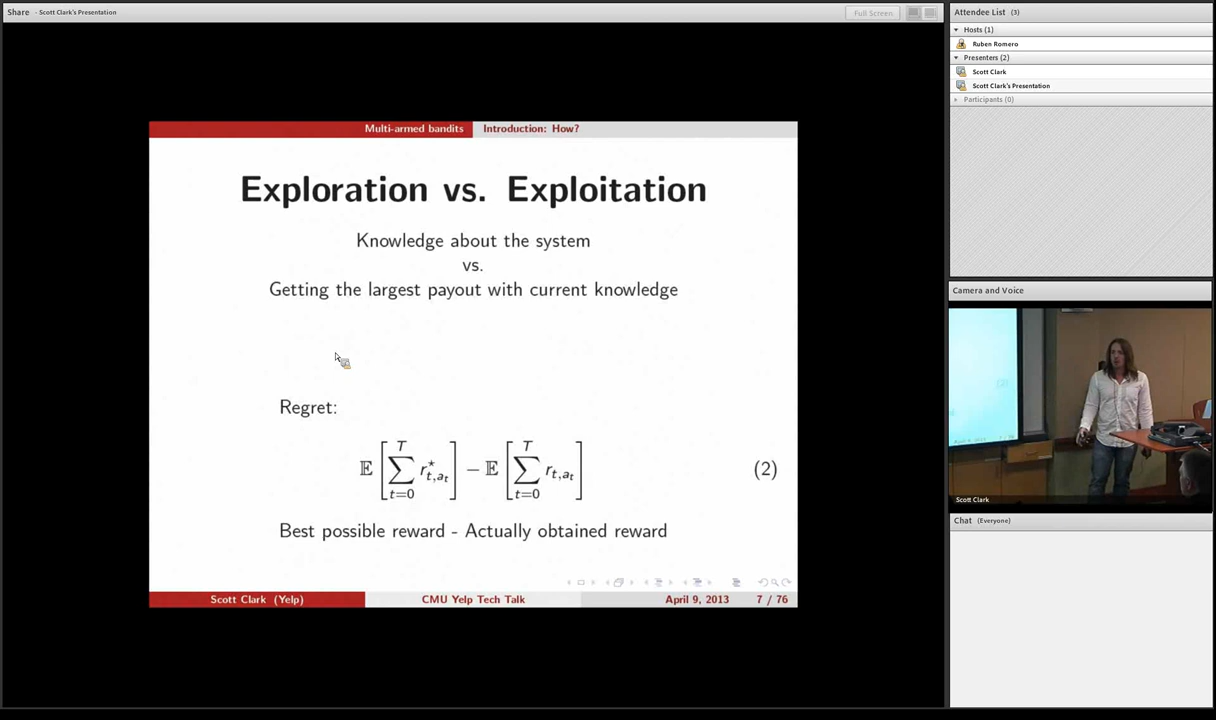 Share - Scott Clark's Presentation
Full Screen
Multi-armed bandits Introduction: How?
Exploration vs. Exploitation
Knowledge about the system
vs.
Getting the largest payout with current knowledge
Regret:
𝔼 [ ∑_{t=0}^{T} r^⋆_{t,a_t} ] − 𝔼 [ ∑_{t=0}^{T} r_{t,a_t} ] (2)
Best possible reward - Actually obtained reward
Scott Clark (Yelp) CMU Yelp Tech Talk April 9, 2013 7 / 76
Attendee List (3)
Hosts (1)
Ruben Romero
Presenters (2)
Scott Clark
Scott Clark's Presentation
Participants (0)
Camera and Voice
Scott Clark
Chat (Everyone)